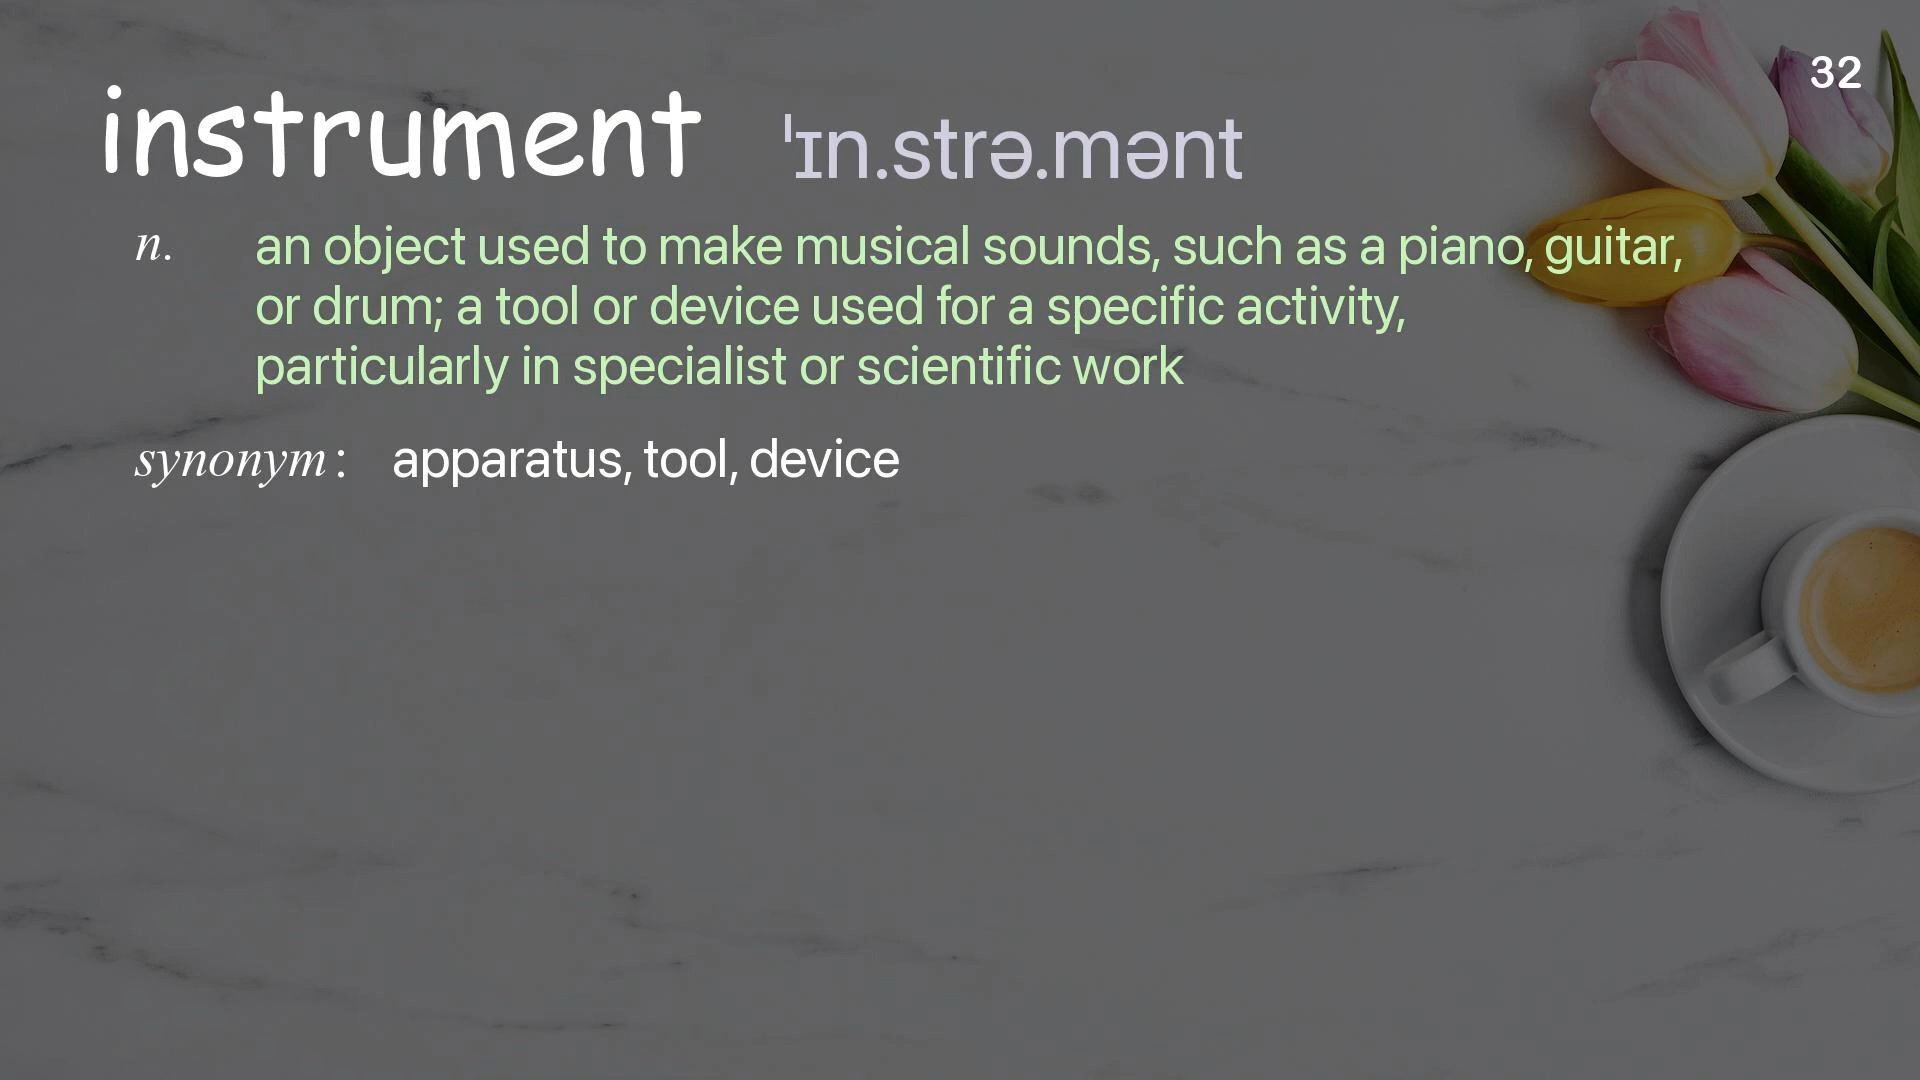 32
instrument ˈɪn.strə.mənt
n. an object used to make musical sounds, such as a piano, guitar,
or drum; a tool or device used for a specific activity,
particularly in specialist or scientific work
synonym: apparatus, tool, device